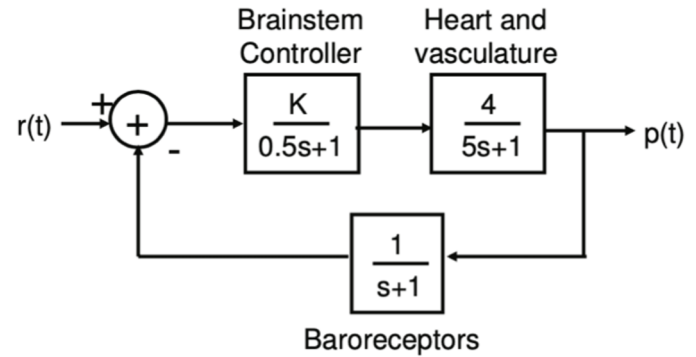 Brainstem
Controller
Heart and
vasculature
r(t)
+
+
-
K
0.5s+1
4
5s+1
p(t)
1
s+1
Baroreceptors